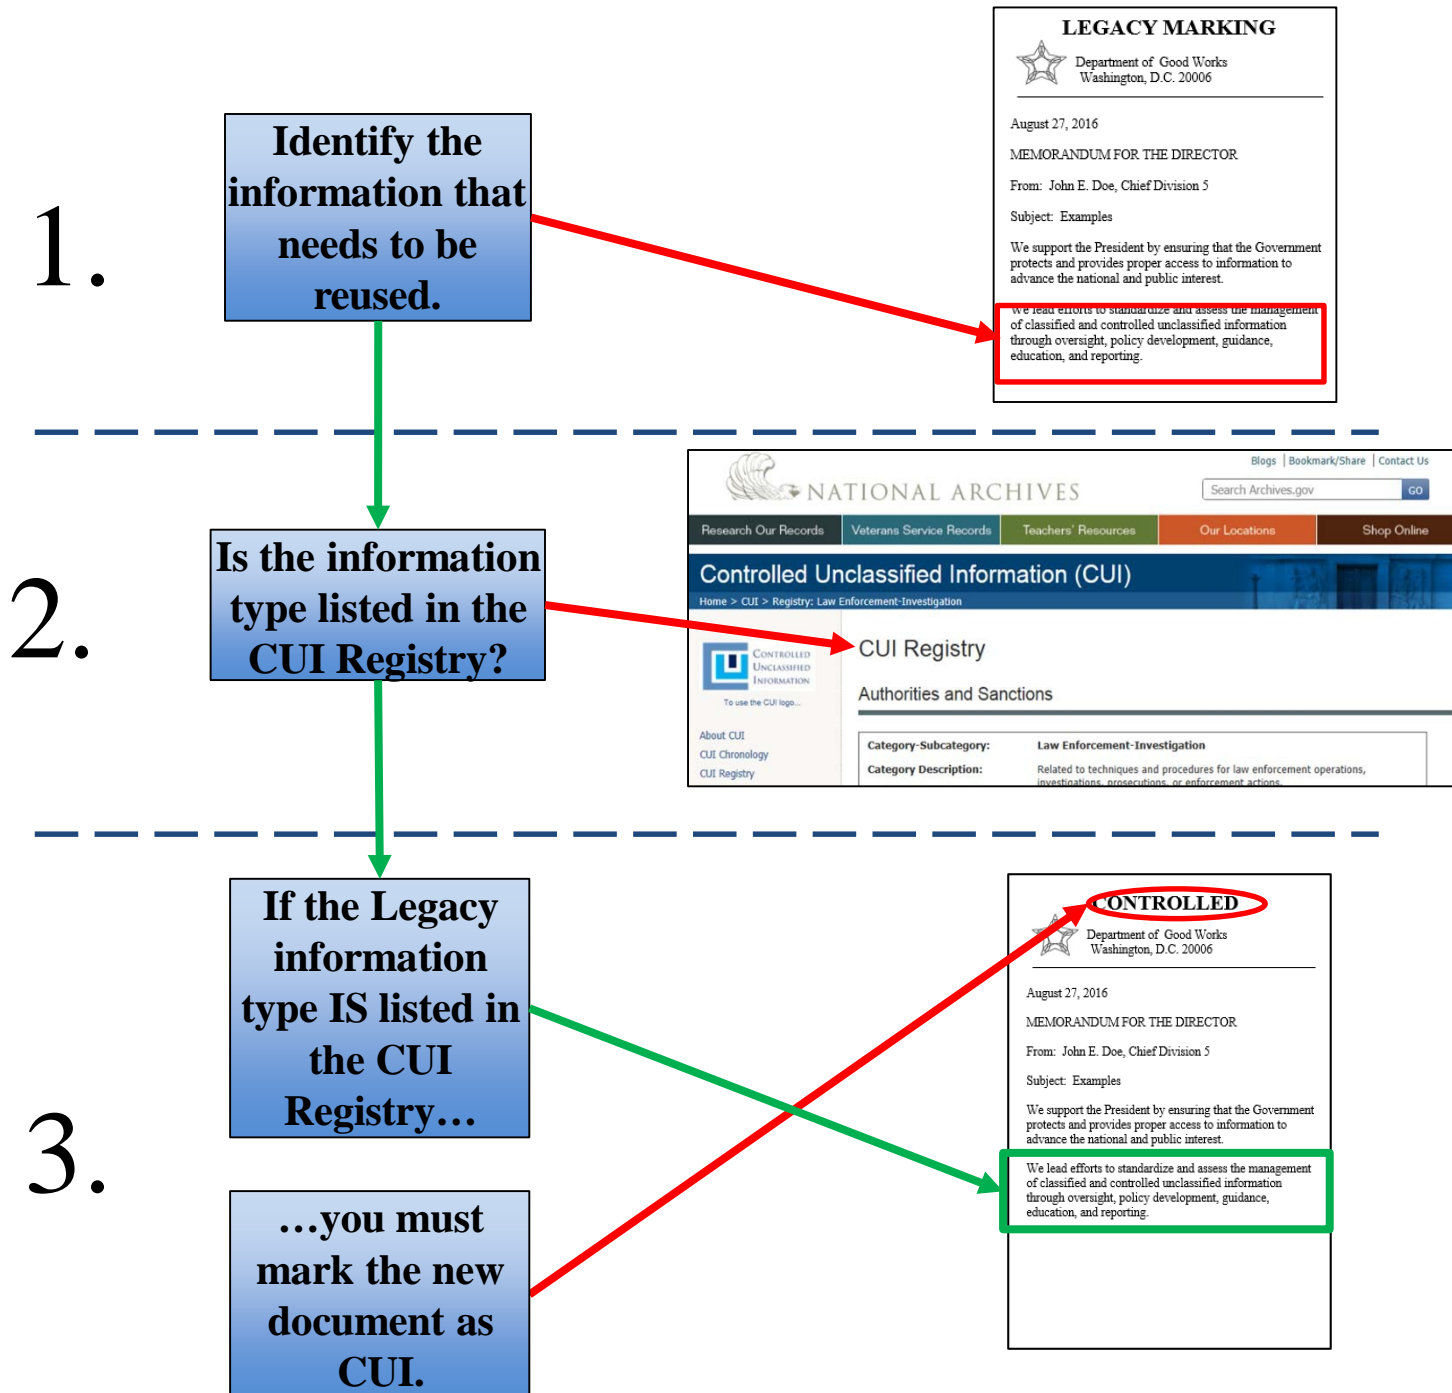 1.
Identify the
information that
needs to be
reused.
LEGACY MARKING
Department of Good Works
Washington, D.C. 20006
August 27, 2016
MEMORANDUM FOR THE DIRECTOR
From: John E. Doe, Chief Division 5
Subject: Examples
We support the President by ensuring that the Government
protects and provides proper access to information to
advance the national and public interest.
We lead efforts to standardize and assess the management
of classified and controlled unclassified information
through oversight, policy development, guidance,
education, and reporting.
2.
Is the information
type listed in the
CUI Registry?
Blogs | Bookmark/Share | Contact Us
NATIONAL ARCHIVES
Search Archives.gov GO
Research Our Records Veterans Service Records Teachers' Resources Our Locations Shop Online
Controlled Unclassified Information (CUI)
Home > CUI > Registry: Law Enforcement-Investigation
CONTROLLED
UNCLASSIFIED
INFORMATION
To use the CUI logo...
About CUI
CUI Chronology
CUI Registry
CUI Registry
Authorities and Sanctions
Category-Subcategory: Law Enforcement-Investigation
Category Description: Related to techniques and procedures for law enforcement operations,
investigations, prosecutions, or enforcement actions.
3.
If the Legacy
information
type IS listed in
the CUI
Registry…
…you must
mark the new
document as
CUI.
CONTROLLED
Department of Good Works
Washington, D.C. 20006
August 27, 2016
MEMORANDUM FOR THE DIRECTOR
From: John E. Doe, Chief Division 5
Subject: Examples
We support the President by ensuring that the Government
protects and provides proper access to information to
advance the national and public interest.
We lead efforts to standardize and assess the management
of classified and controlled unclassified information
through oversight, policy development, guidance,
education, and reporting.